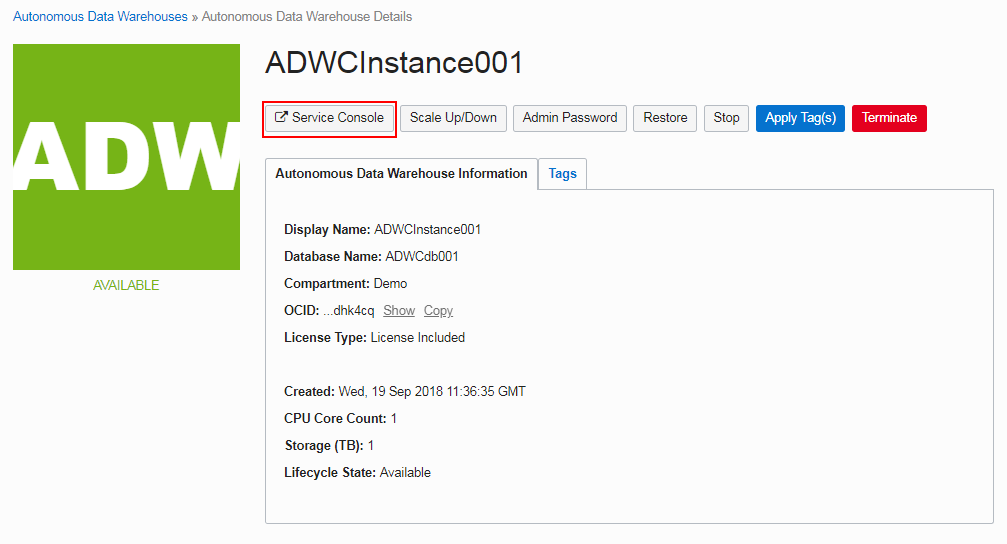 Autonomous Data Warehouses » Autonomous Data Warehouse Details
ADW
AVAILABLE
ADWCInstance001
Service Console Scale Up/Down Admin Password Restore Stop Apply Tag(s) Terminate
Autonomous Data Warehouse Information Tags
Display Name: ADWCInstance001
Database Name: ADWCdb001
Compartment: Demo
OCID: ...dhk4cq Show Copy
License Type: License Included
Created: Wed, 19 Sep 2018 11:36:35 GMT
CPU Core Count: 1
Storage (TB): 1
Lifecycle State: Available